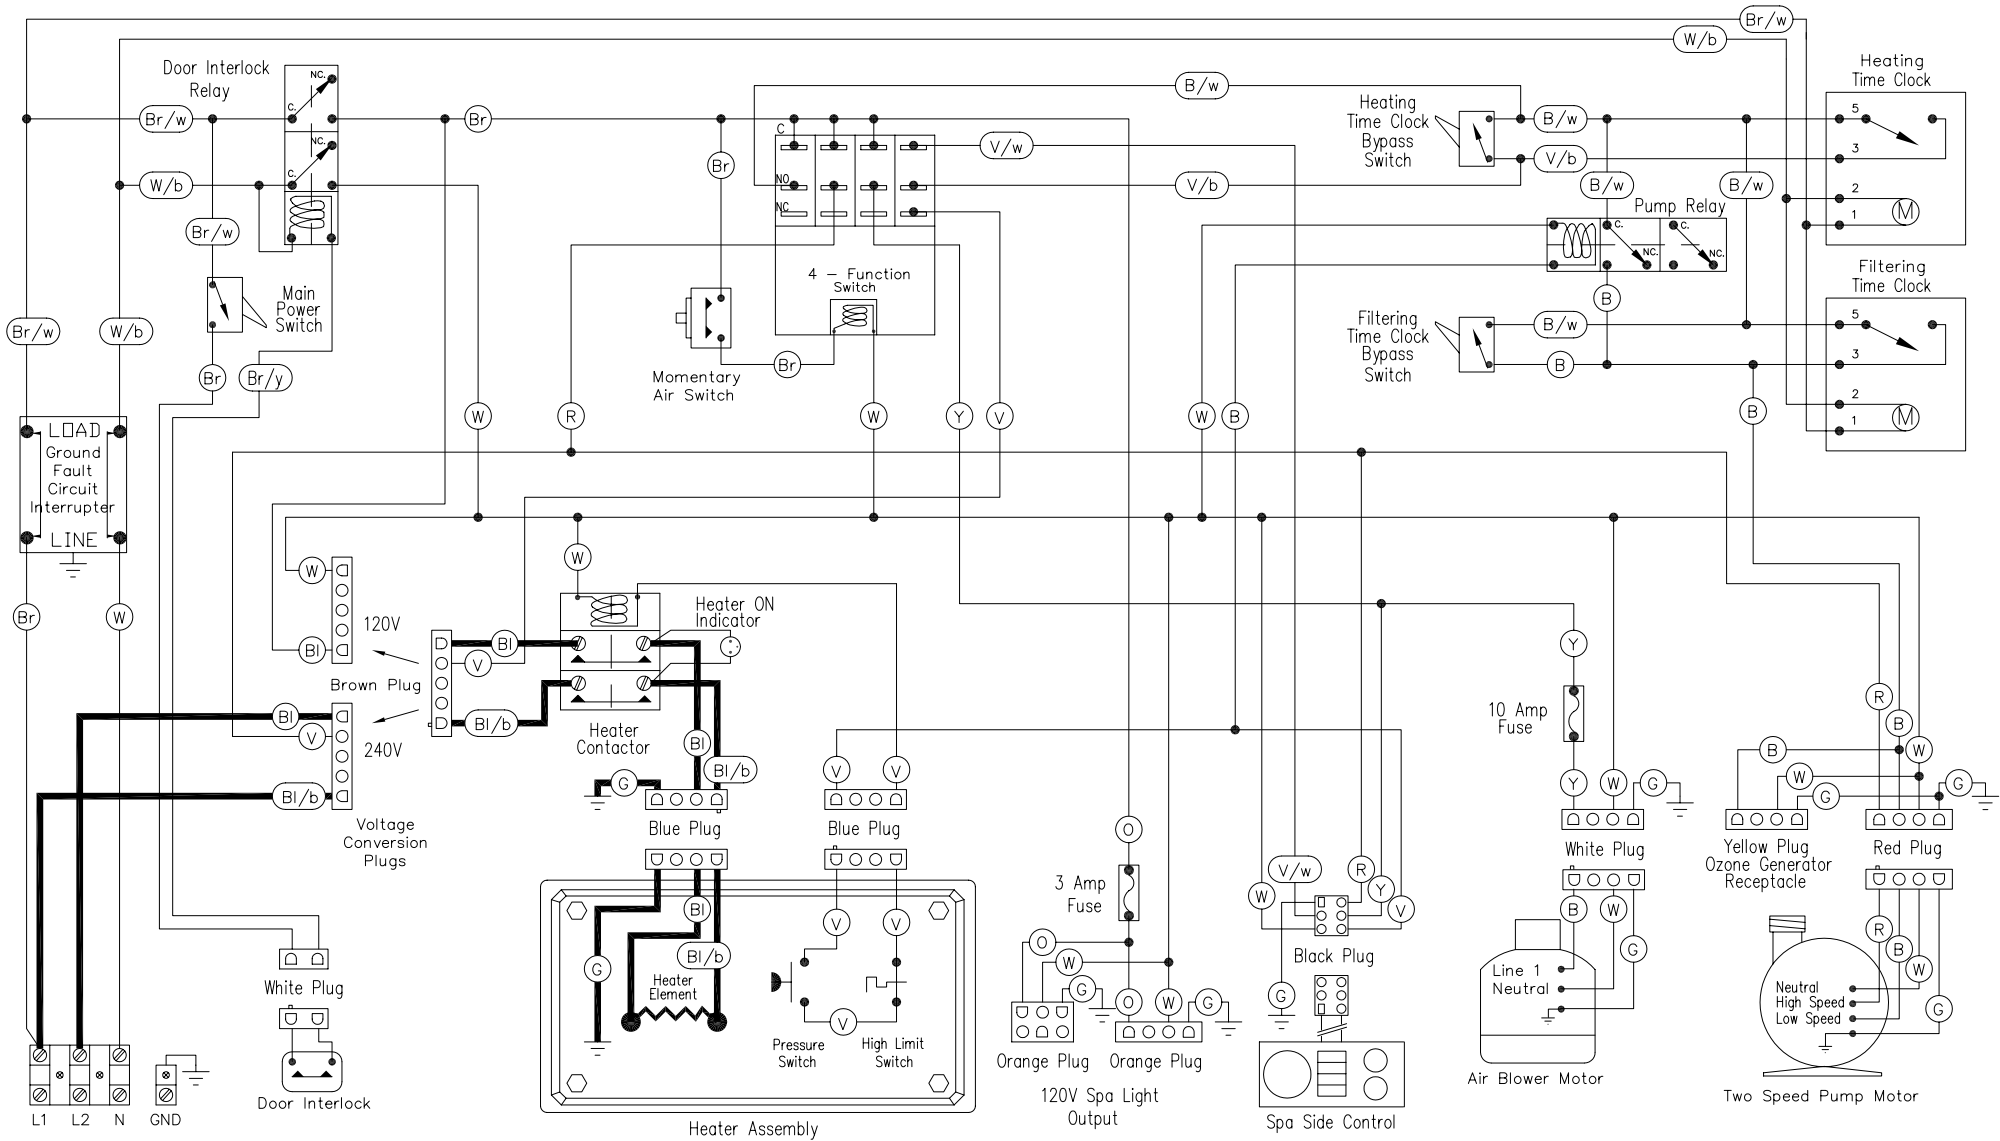 Br/w
W/b
Door Interlock
Relay
NC.
C.
NC.
C.
Br/w
W/b
Br/w
Br
Main
Power
Switch
Br/w
W/b
Br
Br/y
LOAD
Ground
Fault
Circuit
Interrupter
LINE
Br
W
Br
Momentary
Air Switch
Br
C
NO
NC
4 - Function
Switch
V/w
V/b
B/w
Heating
Time Clock
Bypass
Switch
B/w
V/b
B/w
B/w
Heating
Time Clock
5
3
2
1
M
Pump Relay
C.
NC.
C.
NC.
B
Filtering
Time Clock
Bypass
Switch
B/w
B
B
Filtering
Time Clock
5
3
2
1
M
W
R
W
Y
V
W
B
W
Bl
120V
Brown Plug
Bl
V
Bl/b
240V
Voltage
Conversion
Plugs
Bl
V
Bl/b
W
Heater ON
Indicator
Heater
Contactor
Bl
Bl/b
G
Blue Plug
V
V
Blue Plug
G
Bl
Bl/b
Heater
Element
V
V
V
Pressure
Switch
High Limit
Switch
Heater Assembly
White Plug
Door Interlock
L1
L2
N
GND
O
3 Amp
Fuse
O
W
G
O
W
G
Orange Plug
Orange Plug
120V Spa Light
Output
V/w
R
Y
V
W
Black Plug
G
Spa Side Control
Y
10 Amp
Fuse
Y
W
G
White Plug
B
W
G
Line 1
Neutral
Air Blower Motor
R
B
W
B
W
G
G
Yellow Plug
Ozone Generator
Receptacle
Red Plug
R
B
W
G
Neutral
High Speed
Low Speed
Two Speed Pump Motor